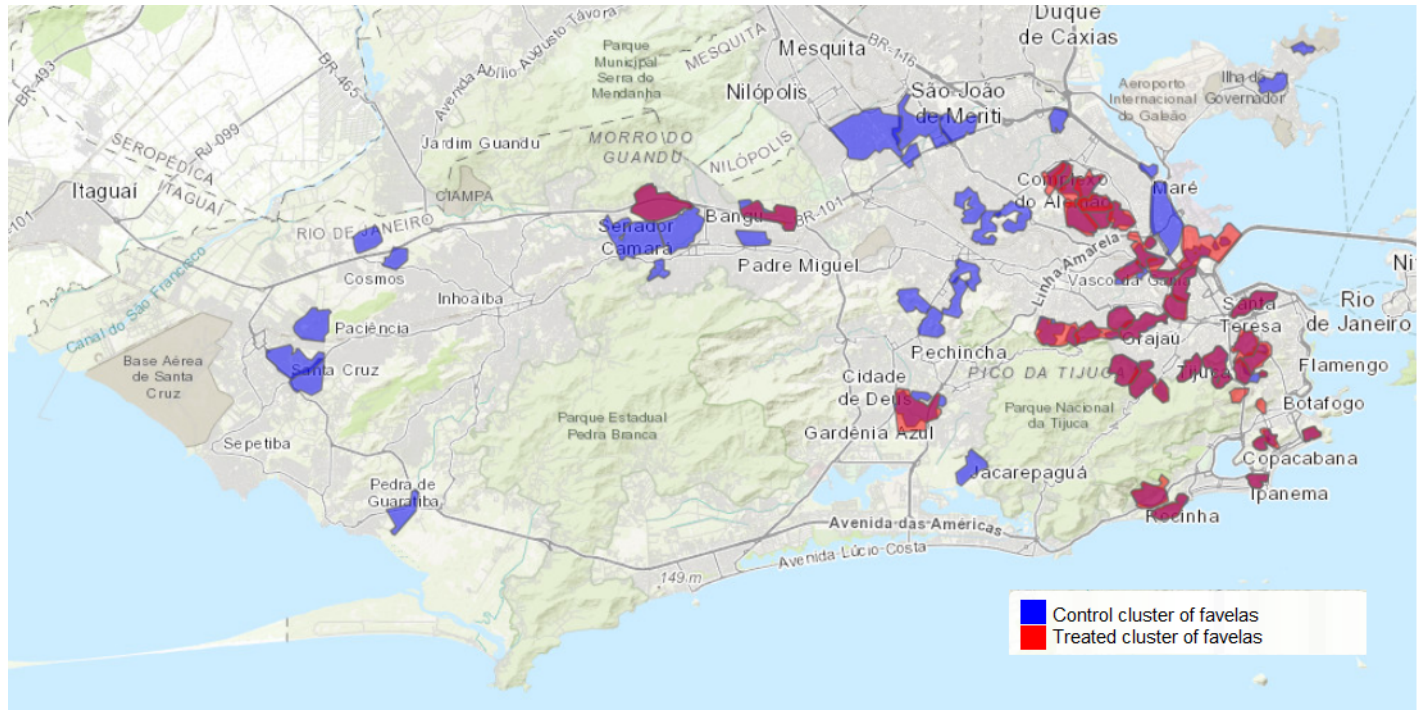 Duque
de Caxias
Avenida Abílio Augusto Távora
BR-493
BR-465
Parque
Municipal
Serra do
Mendanha
MESQUITA
Mesquita
BR-116
Aeroporto
Internacional
do Galeão
Ilha do
Governador
Nilópolis
São João
de Meriti
RJ-099
SEROPÉDICA
ITAGUAÍ
Jardim Guandu
MORRO DO
GUANDU
NILÓPOLIS
Itaguaí
CIAMPA
Complexo
do Alemão
Maré
RIO DE JANEIRO
Bangu
BR-101
Senador
Camará
-101
Padre Miguel
Linha Amarela
Vasco da Gama
Nit
Cosmos
Inhoaíba
Canal do São Francisco
Santa
Teresa
Rio
de Janeiro
Paciência
Grajaú
Base Aérea
de Santa
Cruz
Santa Cruz
Pechincha
PICO DA TIJUCA
Tijuca
Flamengo
Cidade
de Deus
Parque Estadual
Pedra Branca
Parque Nacional
da Tijuca
Botafogo
Gardênia Azul
Sepetiba
Copacabana
Jacarepaguá
Pedra de
Guaratiba
Ipanema
Rocinha
Avenida das Américas
Avenida Lúcio Costa
149 m
Control cluster of favelas
Treated cluster of favelas